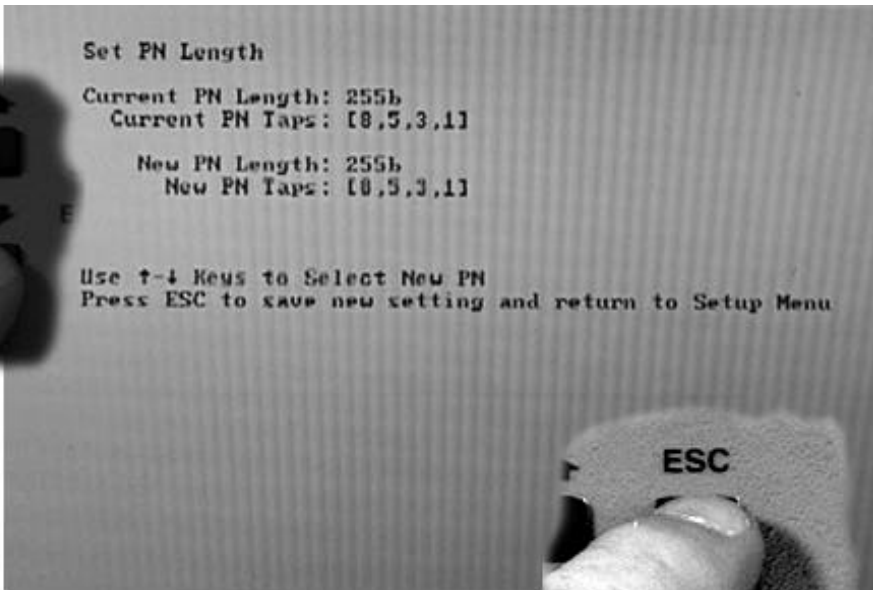 Set PN Length
Current PN Length: 255b
Current PN Taps: [8,5,3,1]
New PN Length: 255b
New PN Taps: [8,5,3,1]
Use ↑-↓ Keys to Select New PN
Press ESC to save new setting and return to Setup Menu
ESC